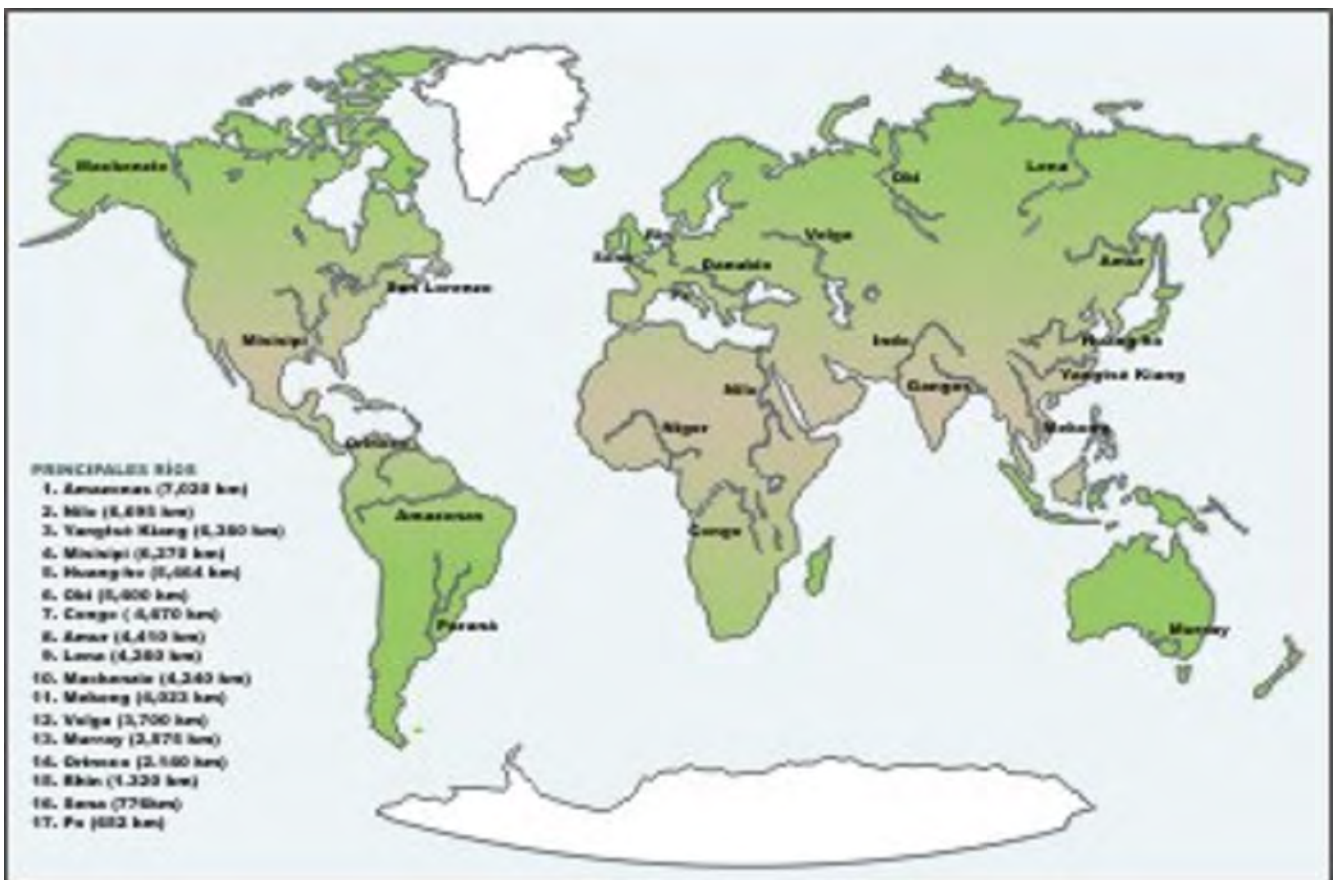 Mackenzie
Obi
Lena
Volga
Rhin
Sena
Danubio
Amur
San Lorenzo
Po
Misisipi
Indo
Huang-ho
Yangtsé Kiang
Nilo
Ganges
Niger
Mekong
Orinoco
Amazonas
Congo
Paraná
Murray
PRINCIPALES RÍOS
1. Amazonas (7,020 km)
2. Nilo (6,695 km)
3. Yangtsé Kiang (6,380 km)
4. Misisipi (6,270 km)
5. Huang-ho (5,464 km)
6. Obi (5,400 km)
7. Congo ( 4,670 km)
8. Amur (4,410 km)
9. Lena (4,260 km)
10. Mackenzie (4,240 km)
11. Mekong (4,023 km)
12. Volga (3,700 km)
13. Murray (2,575 km)
14. Orinoco (2.140 km)
15. Rhin (1.320 km)
16. Sena (776km)
17. Po (652 km)